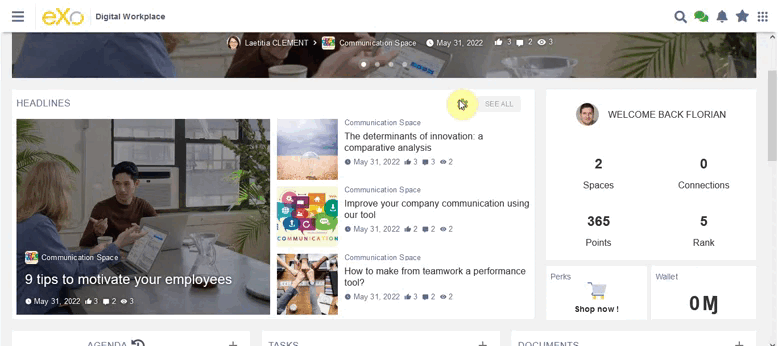 eXo Digital Workplace
Laetitia CLEMENT > Communication Space May 31, 2022 3 2 3
HEADLINES
SEE ALL
Communication Space
9 tips to motivate your employees
May 31, 2022 3 2 3
Communication Space
The determinants of innovation: a
comparative analysis
May 31, 2022 3 3 2
Communication Space
Improve your company communication using
our tool
May 31, 2022 2 2 2
COMMUNICATION
Communication Space
How to make from teamwork a performance
tool?
May 31, 2022 3 2 2
WELCOME BACK FLORIAN
2
Spaces
0
Connections
365
Points
5
Rank
Perks
Shop now !
Wallet
0
AGENDA
TASKS
DOCUMENTS